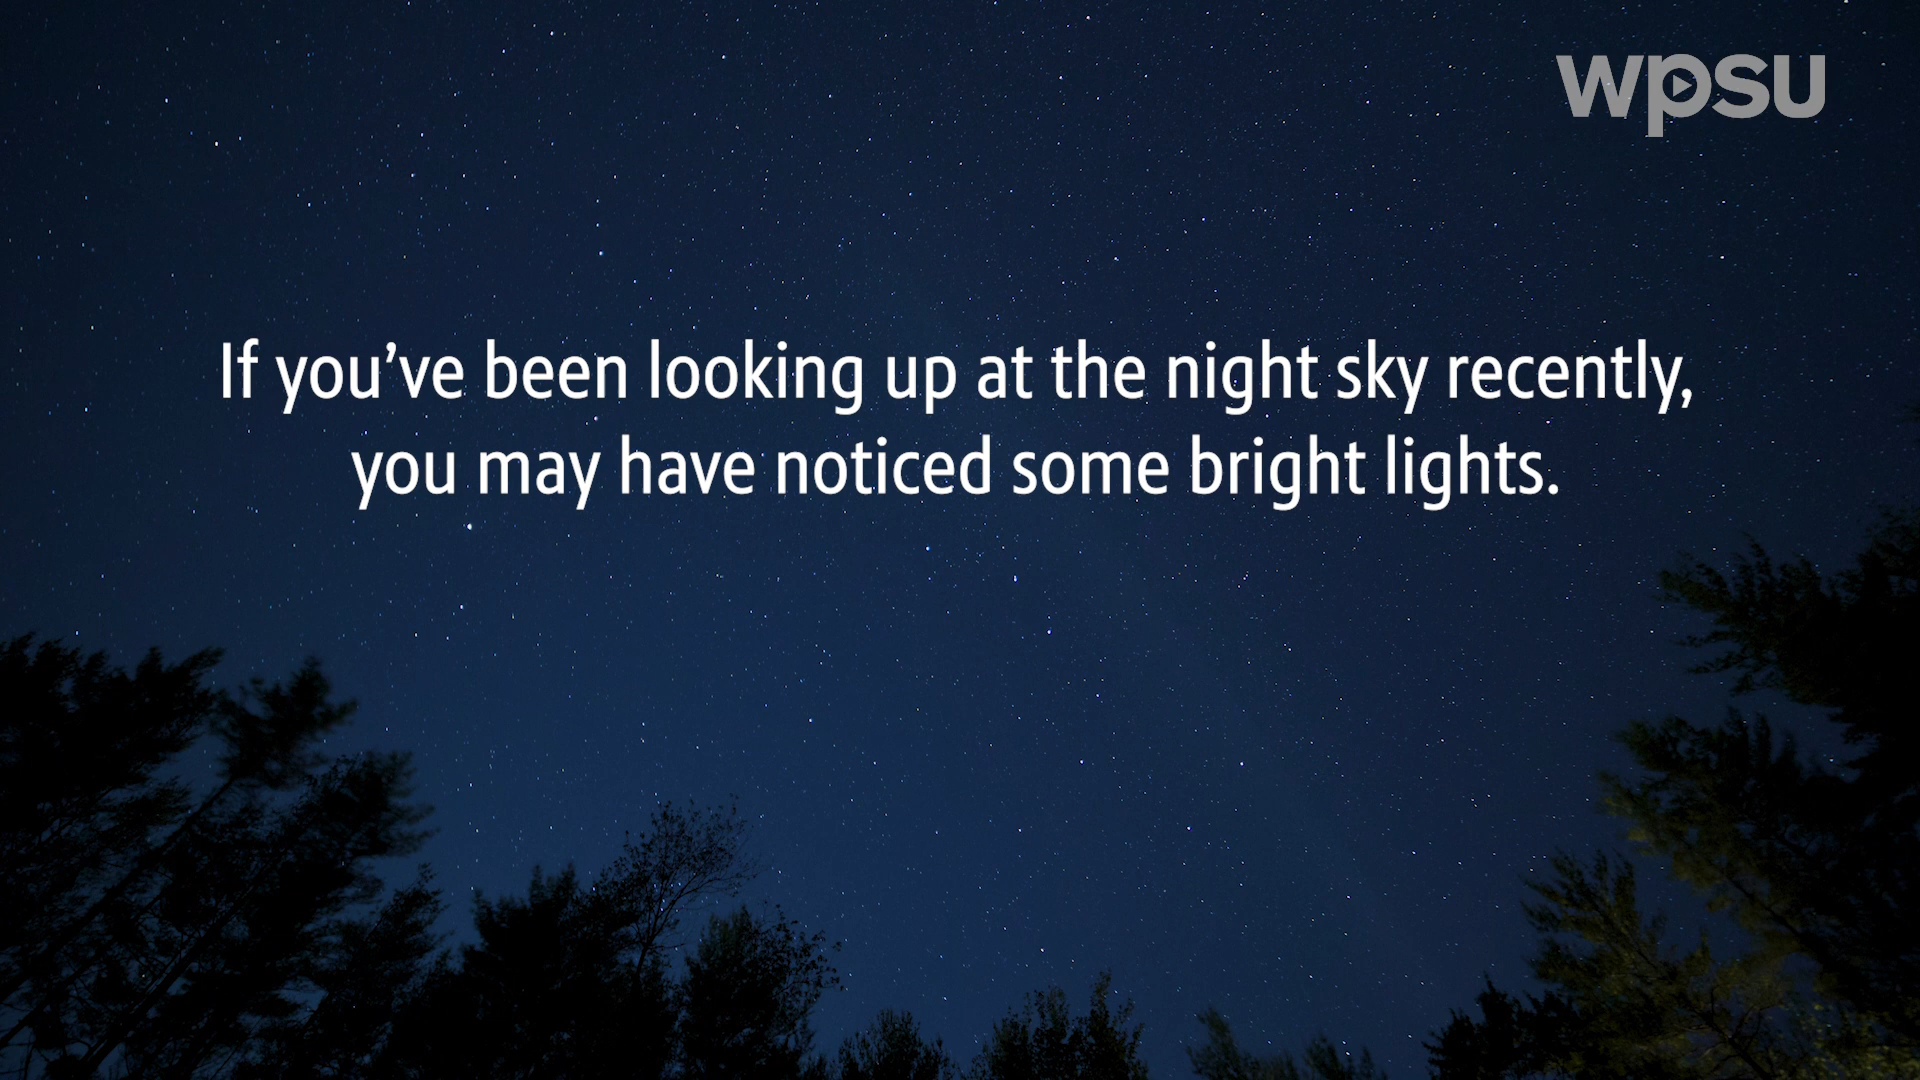 wpsu
If you’ve been looking up at the night sky recently,
you may have noticed some bright lights.